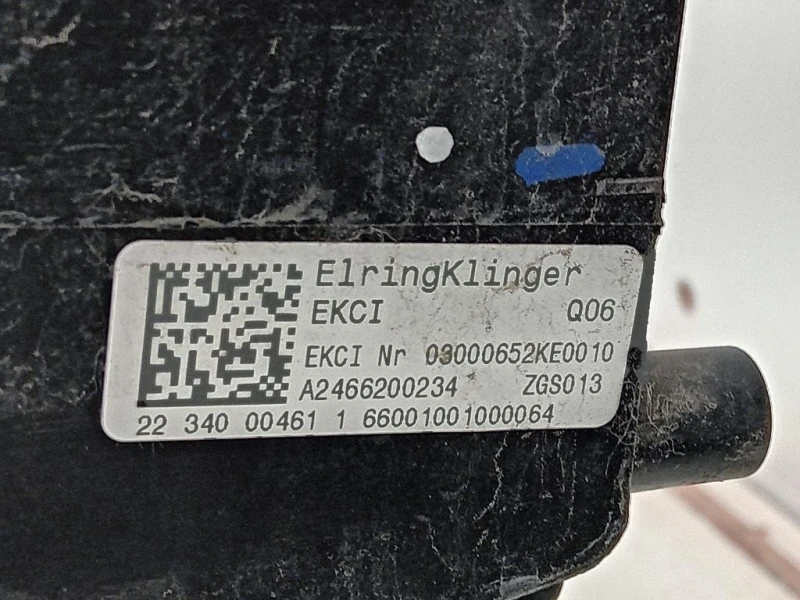 ElringKlinger
EKCI Q06
EKCI Nr 03000652KE0010
A2466200234 ZGS013
22 340 00461 1 66001001000064